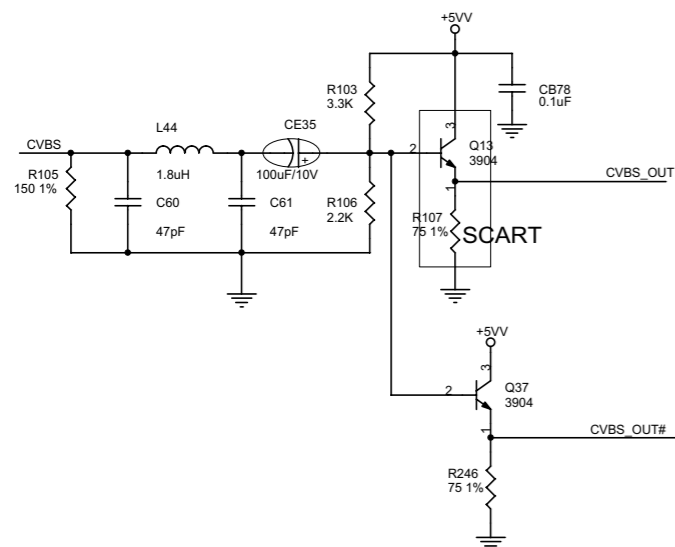 +5VV
R103
3.3K
CB78
0.1uF
L44
CE35
CVBS
3
2
Q13
3904
1
CVBS_OUT
R105
150 1%
1.8uH
100uF/10V
+
C60
47pF
C61
47pF
R106
2.2K
R107
75 1%
SCART
+5VV
3
2
Q37
3904
1
CVBS_OUT#
R246
75 1%